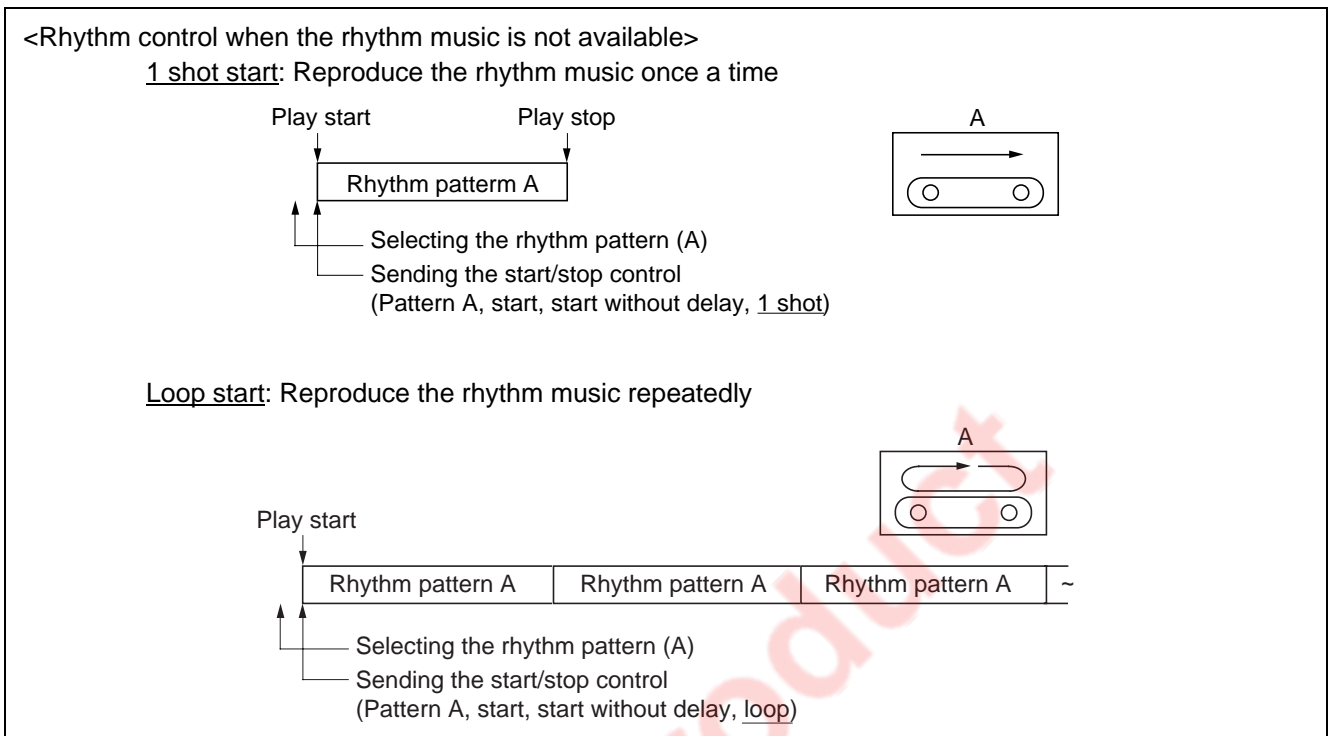 <Rhythm control when the rhythm music is not available>
1 shot start: Reproduce the rhythm music once a time
Play start Play stop A
Rhythm patterm A
Selecting the rhythm pattern (A)
Sending the start/stop control
(Pattern A, start, start without delay, 1 shot)
Loop start: Reproduce the rhythm music repeatedly
A
Play start
Rhythm pattern A Rhythm pattern A Rhythm pattern A ~
Selecting the rhythm pattern (A)
Sending the start/stop control
(Pattern A, start, start without delay, loop)
roduct